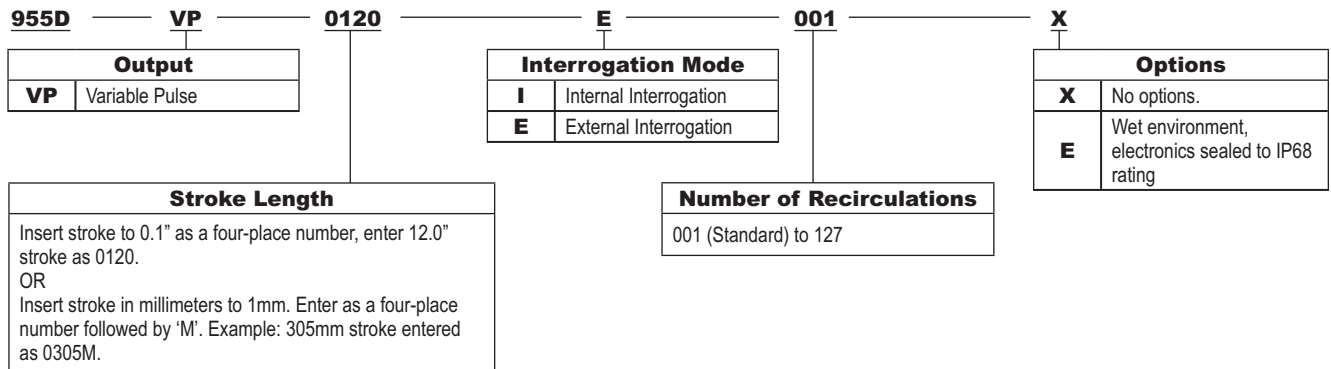 955D VP 0120 E 001 X
Output
VP Variable Pulse
Interrogation Mode
I Internal Interrogation
E External Interrogation
Options
X No options.
E Wet environment,
electronics sealed to IP68
rating
Stroke Length
Insert stroke to 0.1” as a four-place number, enter 12.0”
stroke as 0120.
OR
Insert stroke in millimeters to 1mm. Enter as a four-place
number followed by ‘M’. Example: 305mm stroke entered
as 0305M.
Number of Recirculations
001 (Standard) to 127